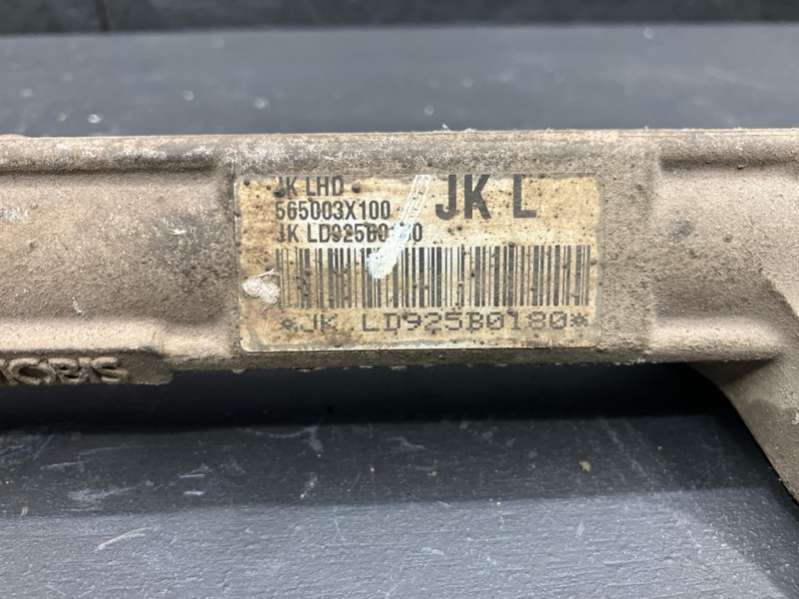 JK LHD
565003X100
JK L
JK LD925B0180
*JK LD925B0180*
MOBIS